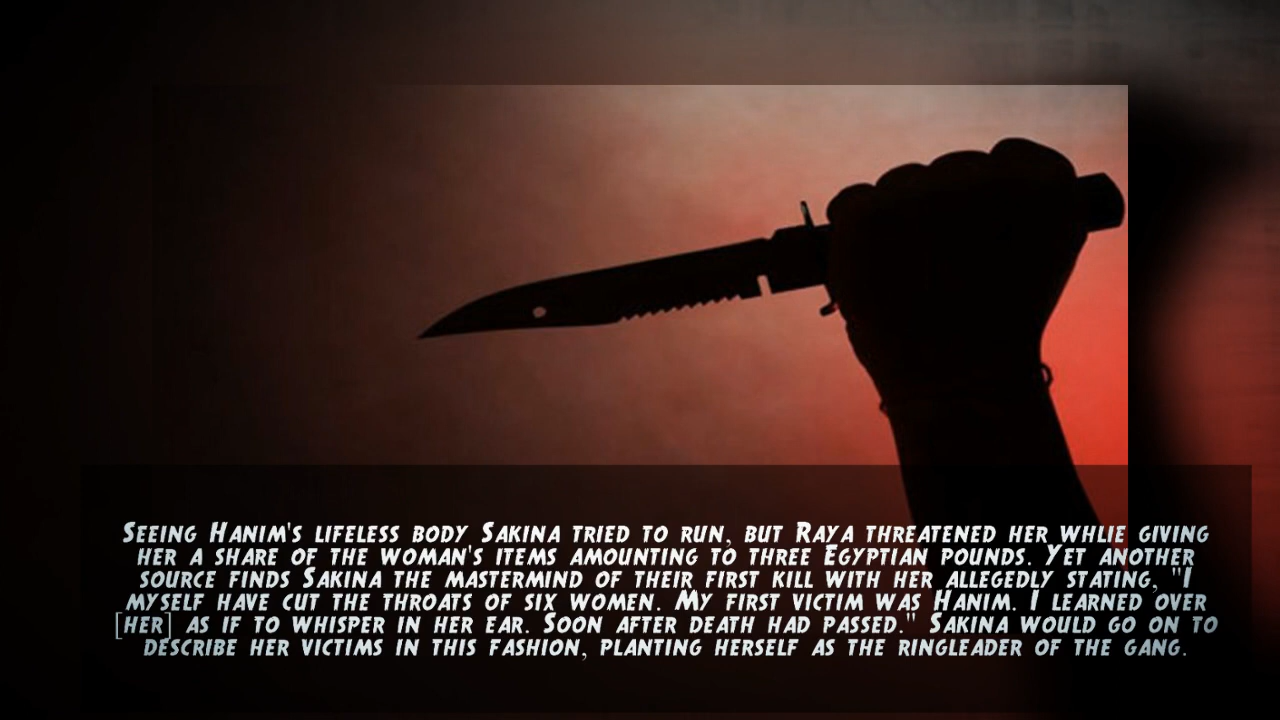 Seeing Hanim's lifeless body Sakina tried to run, but Raya threatened her whlie giving
her a share of the woman's items amounting to three Egyptian pounds. Yet another
source finds Sakina the mastermind of their first kill with her allegedly stating, "I
myself have cut the throats of six women. My first victim was Hanim. I learned over
[her] as if to whisper in her ear. Soon after death had passed." Sakina would go on to
describe her victims in this fashion, planting herself as the ringleader of the gang.